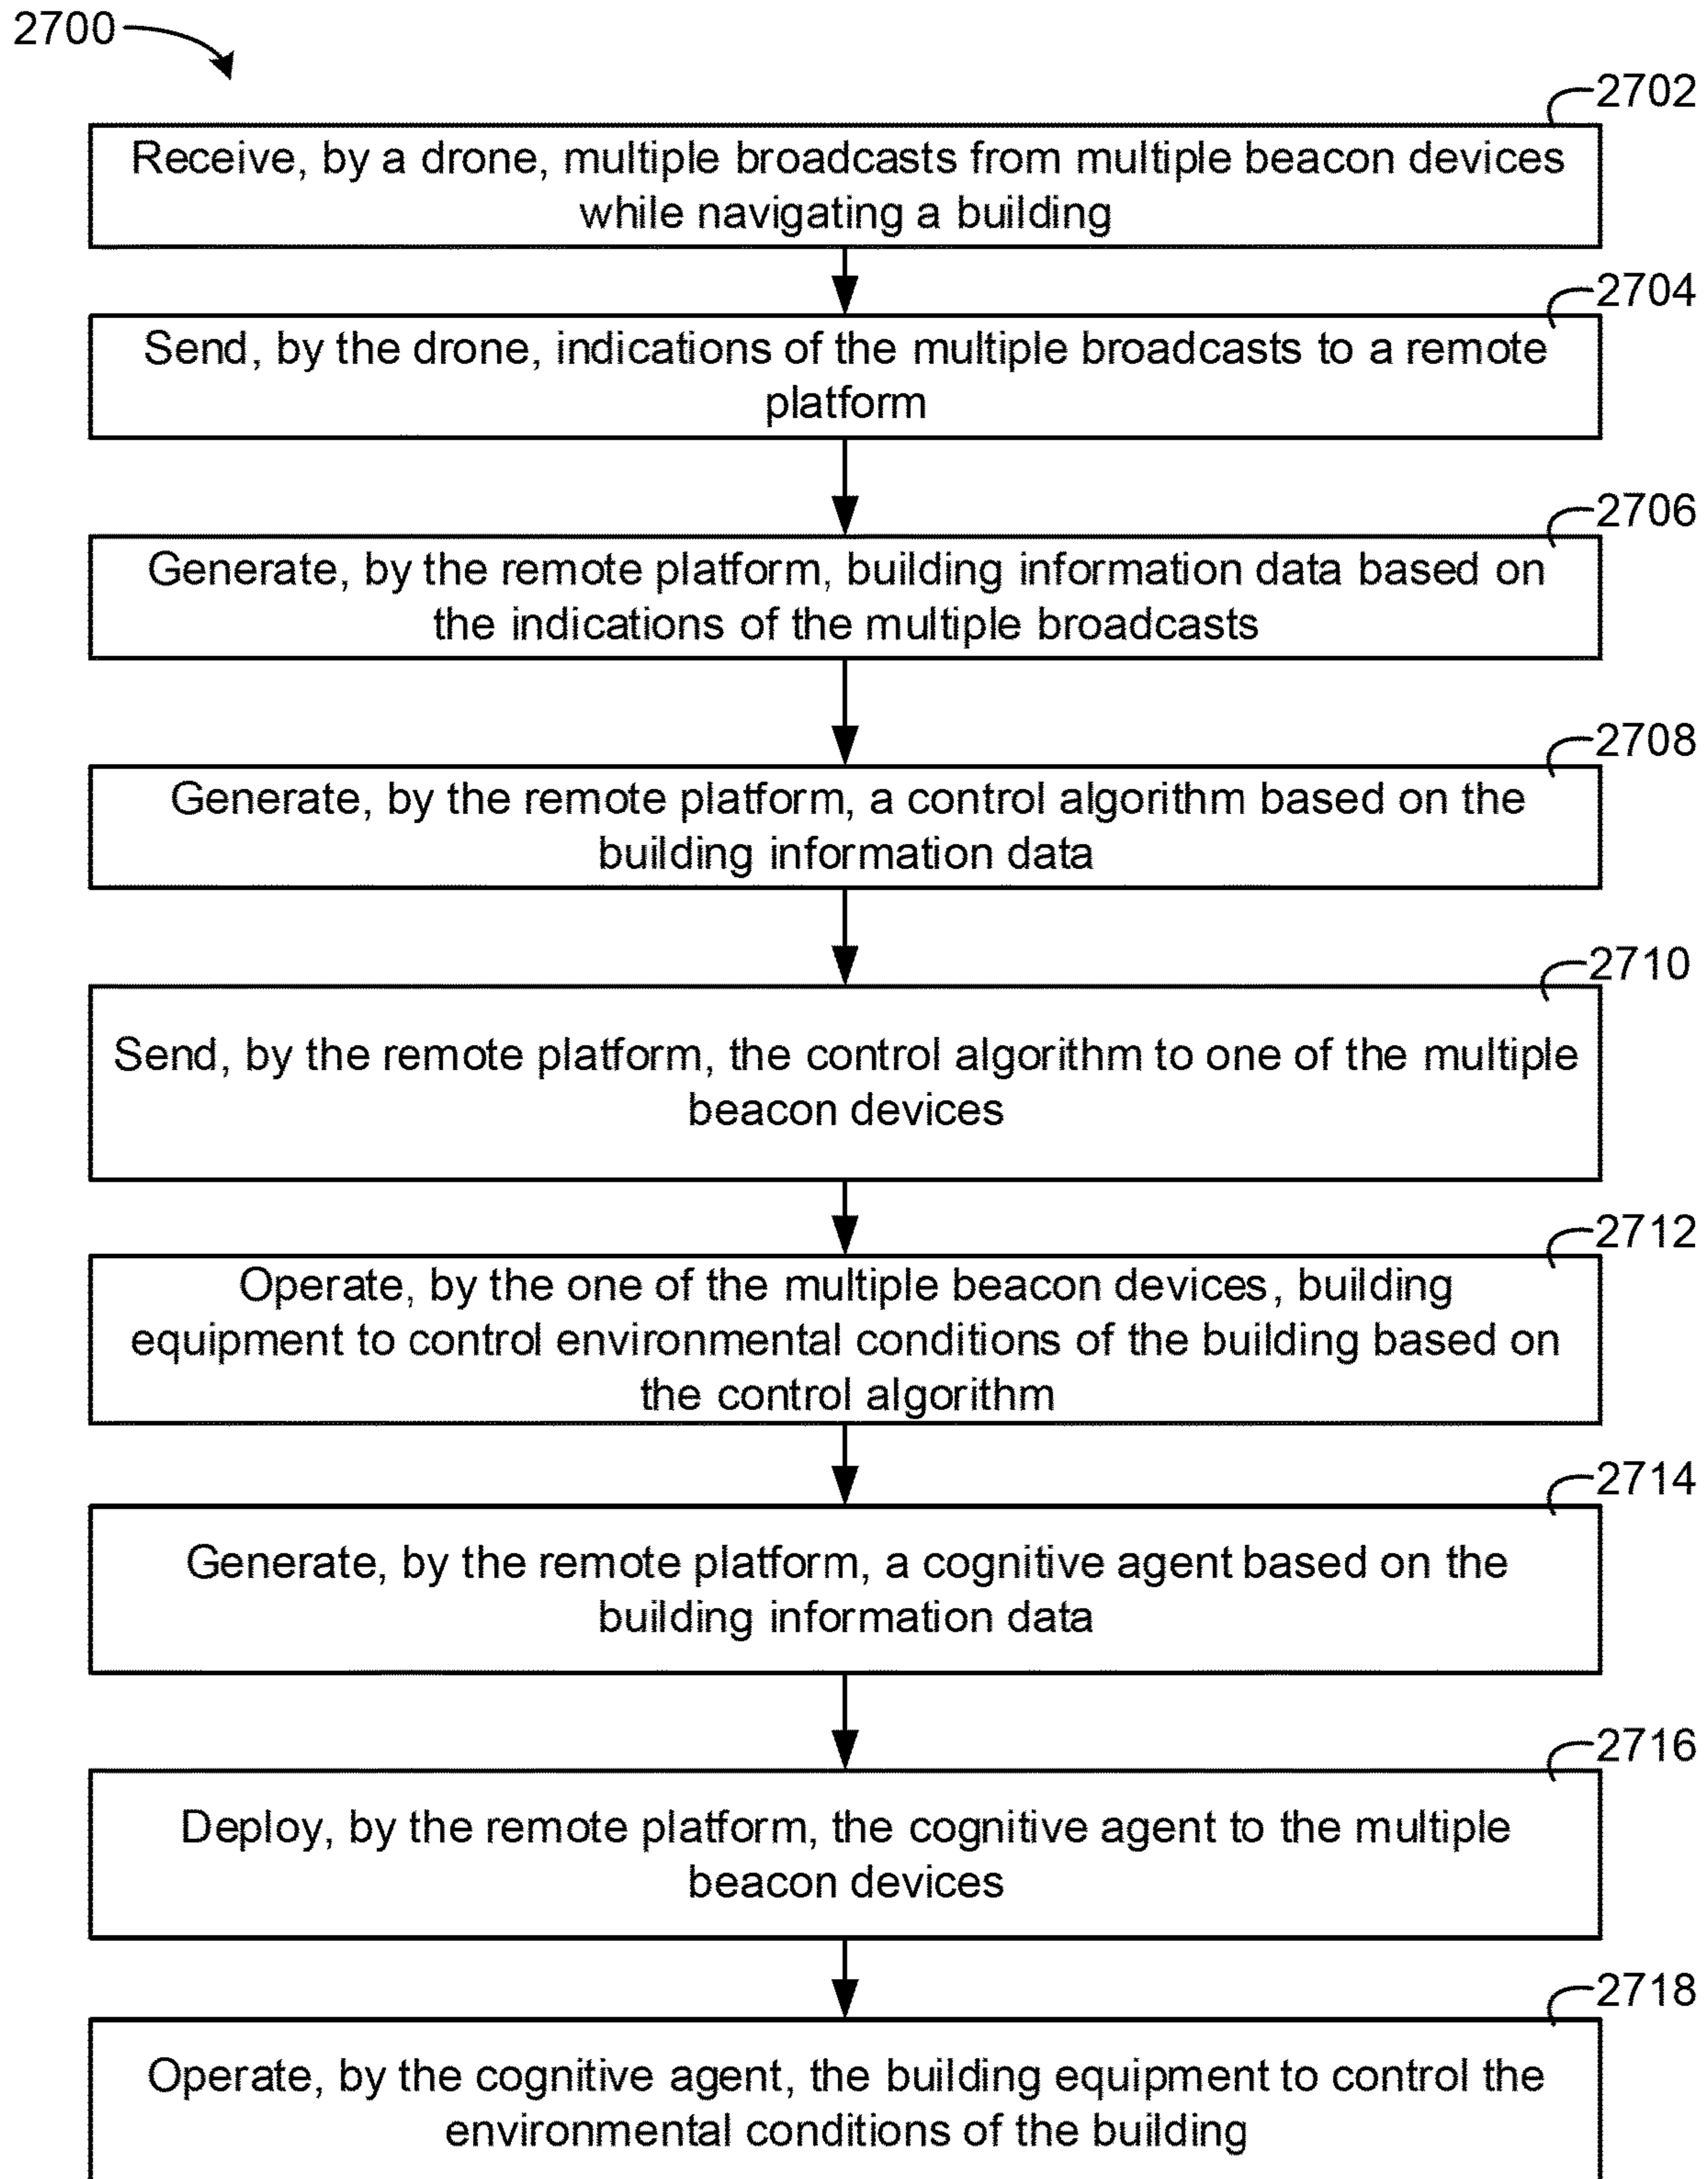 2700
2702
Receive, by a drone, multiple broadcasts from multiple beacon devices
while navigating a building
2704
Send, by the drone, indications of the multiple broadcasts to a remote
platform
2706
Generate, by the remote platform, building information data based on
the indications of the multiple broadcasts
2708
Generate, by the remote platform, a control algorithm based on the
building information data
2710
Send, by the remote platform, the control algorithm to one of the multiple
beacon devices
2712
Operate, by the one of the multiple beacon devices, building
equipment to control environmental conditions of the building based on
the control algorithm
2714
Generate, by the remote platform, a cognitive agent based on the
building information data
2716
Deploy, by the remote platform, the cognitive agent to the multiple
beacon devices
2718
Operate, by the cognitive agent, the building equipment to control the
environmental conditions of the building